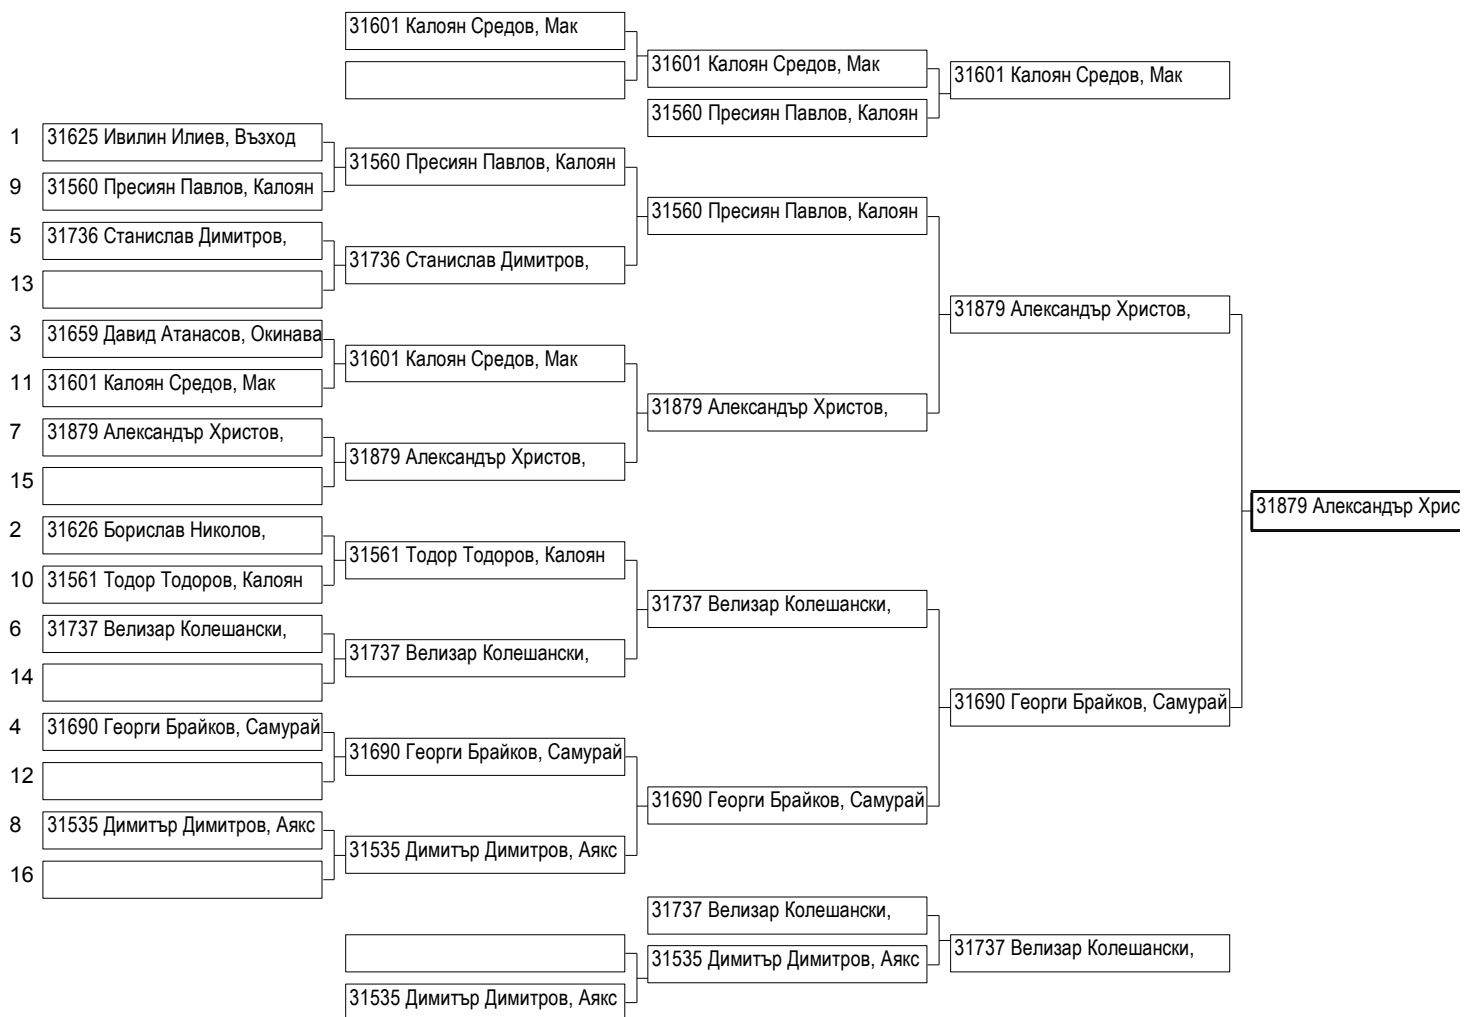 31601 Калоян Средов, Мак
31601 Калоян Средов, Мак
31601 Калоян Средов, Мак
31560 Пресиян Павлов, Калоян
1 31625 Ивилин Илиев, Възход
31560 Пресиян Павлов, Калоян
9 31560 Пресиян Павлов, Калоян
31560 Пресиян Павлов, Калоян
5 31736 Станислав Димитров,
31736 Станислав Димитров,
13
31879 Александър Христов,
3 31659 Давид Атанасов, Окинава
31601 Калоян Средов, Мак
11 31601 Калоян Средов, Мак
31879 Александър Христов,
7 31879 Александър Христов,
31879 Александър Христов,
15
31879 Александър Хрис
2 31626 Борислав Николов,
31561 Тодор Тодоров, Калоян
10 31561 Тодор Тодоров, Калоян
31737 Велизар Колешански,
6 31737 Велизар Колешански,
31737 Велизар Колешански,
14
31690 Георги Брайков, Самурай
4 31690 Георги Брайков, Самурай
31690 Георги Брайков, Самурай
12
31690 Георги Брайков, Самурай
8 31535 Димитър Димитров, Аякс
31535 Димитър Димитров, Аякс
16
31737 Велизар Колешански,
31737 Велизар Колешански,
31535 Димитър Димитров, Аякс
31535 Димитър Димитров, Аякс